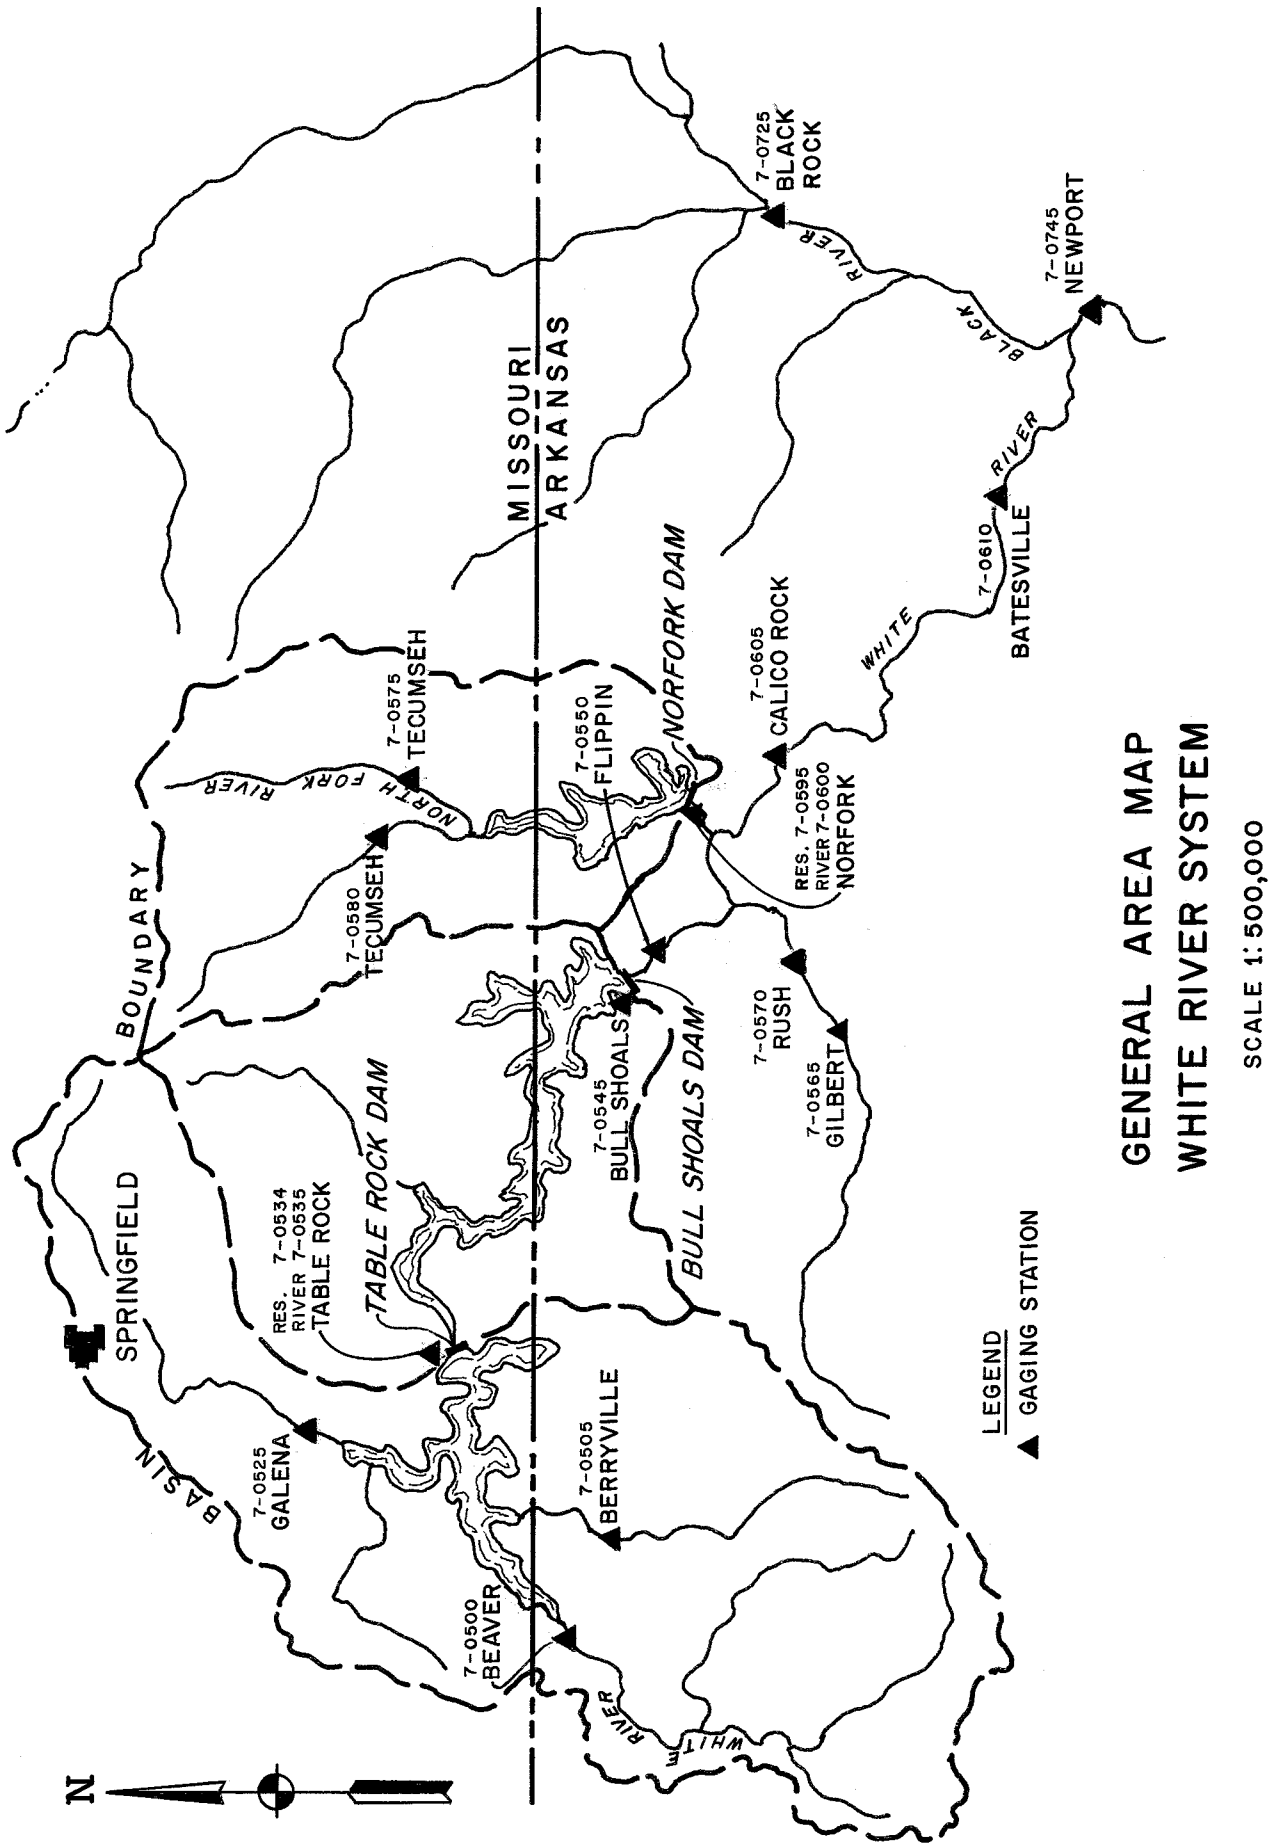 N
BASIN
BOUNDARY
SPRINGFIELD
7-0525
GALENA
RES. 7-0534
RIVER 7-0535
TABLE ROCK
TABLE ROCK DAM
7-0580
TECUMSEH
NORTH FORK RIVER
7-0575
TECUMSEH
7-0500
BEAVER
MISSOURI
ARKANSAS
WHITE RIVER
7-0505
BERRYVILLE
7-0545
BULL SHOALS
BULL SHOALS DAM
7-0550
FLIPPIN
NORFORK DAM
7-0570
RUSH
7-0565
GILBERT
RES. 7-0595
RIVER 7-0600
NORFORK
7-0605
CALICO ROCK
7-0725
BLACK
ROCK
BLACK RIVER
WHITE RIVER
7-0610
BATESVILLE
7-0745
NEWPORT
LEGEND
GAGING STATION
GENERAL AREA MAP
WHITE RIVER SYSTEM
SCALE 1:500,000